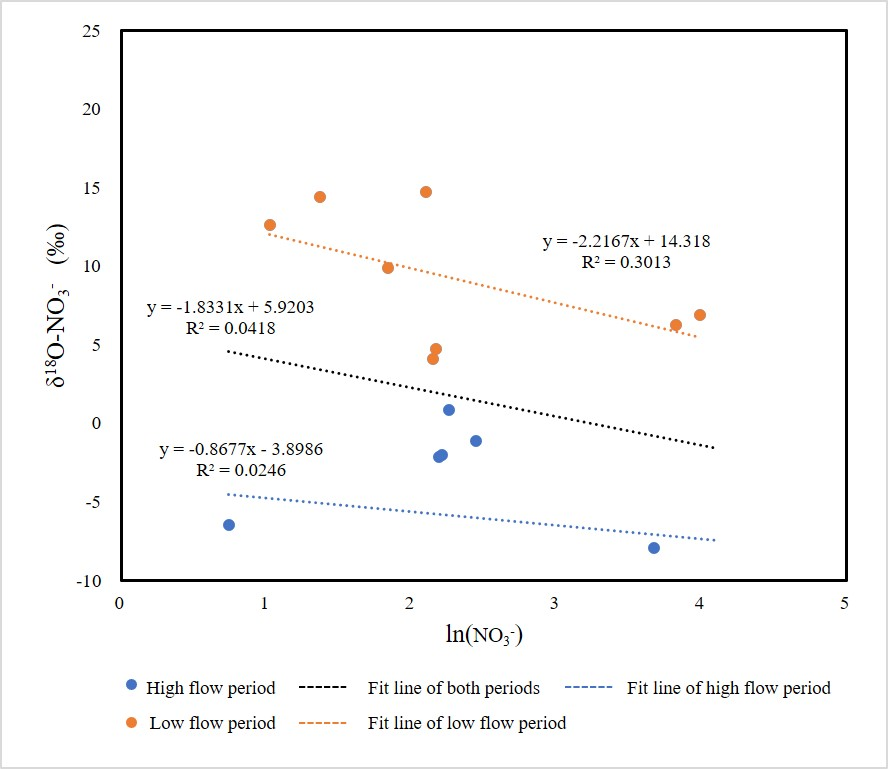 25
20
15
10
5
0
-5
-10
δ¹⁸O-NO₃⁻ (‰)
y = -2.2167x + 14.318
R² = 0.3013
y = -1.8331x + 5.9203
R² = 0.0418
y = -0.8677x - 3.8986
R² = 0.0246
0 1 2 3 4 5
ln(NO₃⁻)
High flow period Fit line of both periods Fit line of high flow period
Low flow period Fit line of low flow period